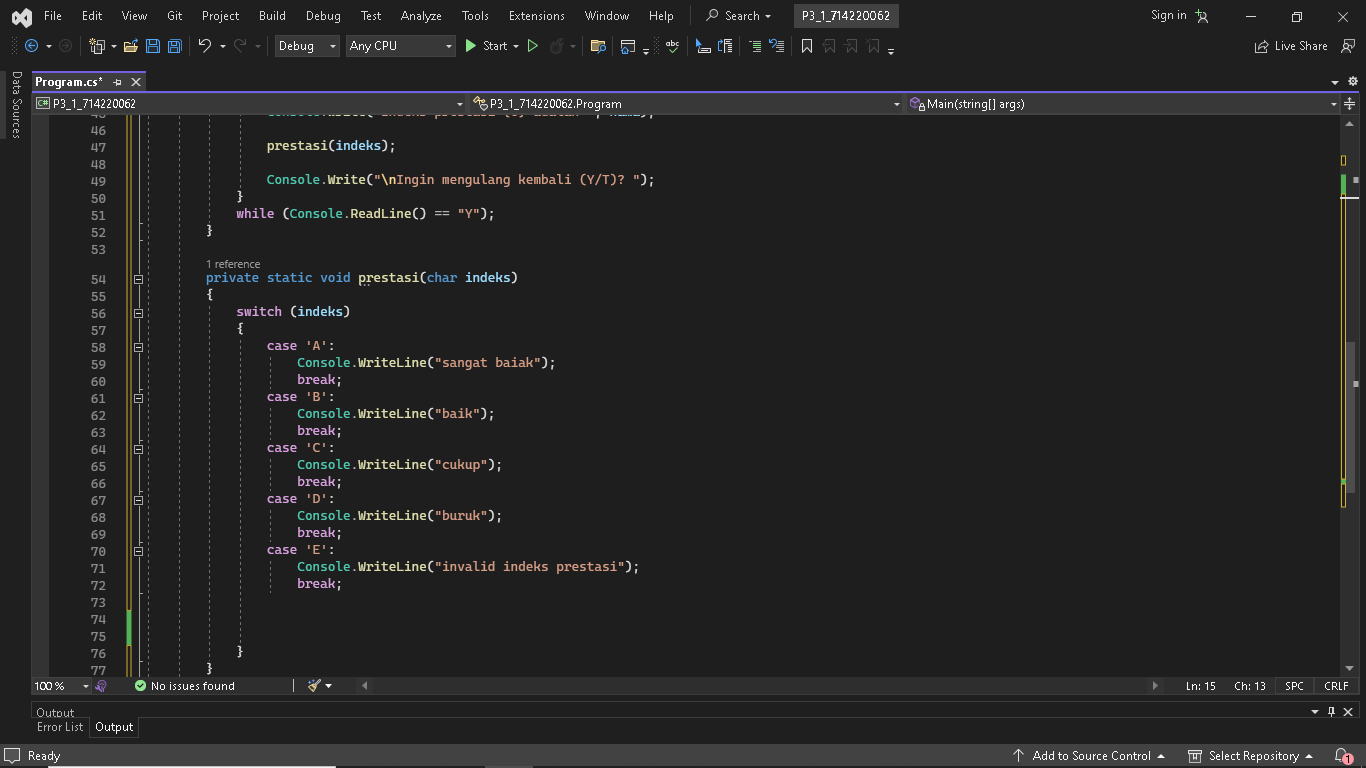 File Edit View Git Project Build Debug Test Analyze Tools Extensions Window Help Search P3_1_714220062 Sign in
Debug Any CPU Start abc Live Share
Data Sources
Program.cs*
C# P3_1_714220062 P3_1_714220062.Program Main(string[] args)
46
47 prestasi(indeks);
48
49 Console.Write("\nIngin mengulang kembali (Y/T)? ");
50 }
51 while (Console.ReadLine() == "Y");
52 }
53
1 reference
54 private static void prestasi(char indeks)
55 {
56 switch (indeks)
57 {
58 case 'A':
59 Console.WriteLine("sangat baiak");
60 break;
61 case 'B':
62 Console.WriteLine("baik");
63 break;
64 case 'C':
65 Console.WriteLine("cukup");
66 break;
67 case 'D':
68 Console.WriteLine("buruk");
69 break;
70 case 'E':
71 Console.WriteLine("invalid indeks prestasi");
72 break;
73
74
75
76 }
77 }
100 % No issues found Ln: 15 Ch: 13 SPC CRLF
Output
Error List Output
Ready Add to Source Control Select Repository 1